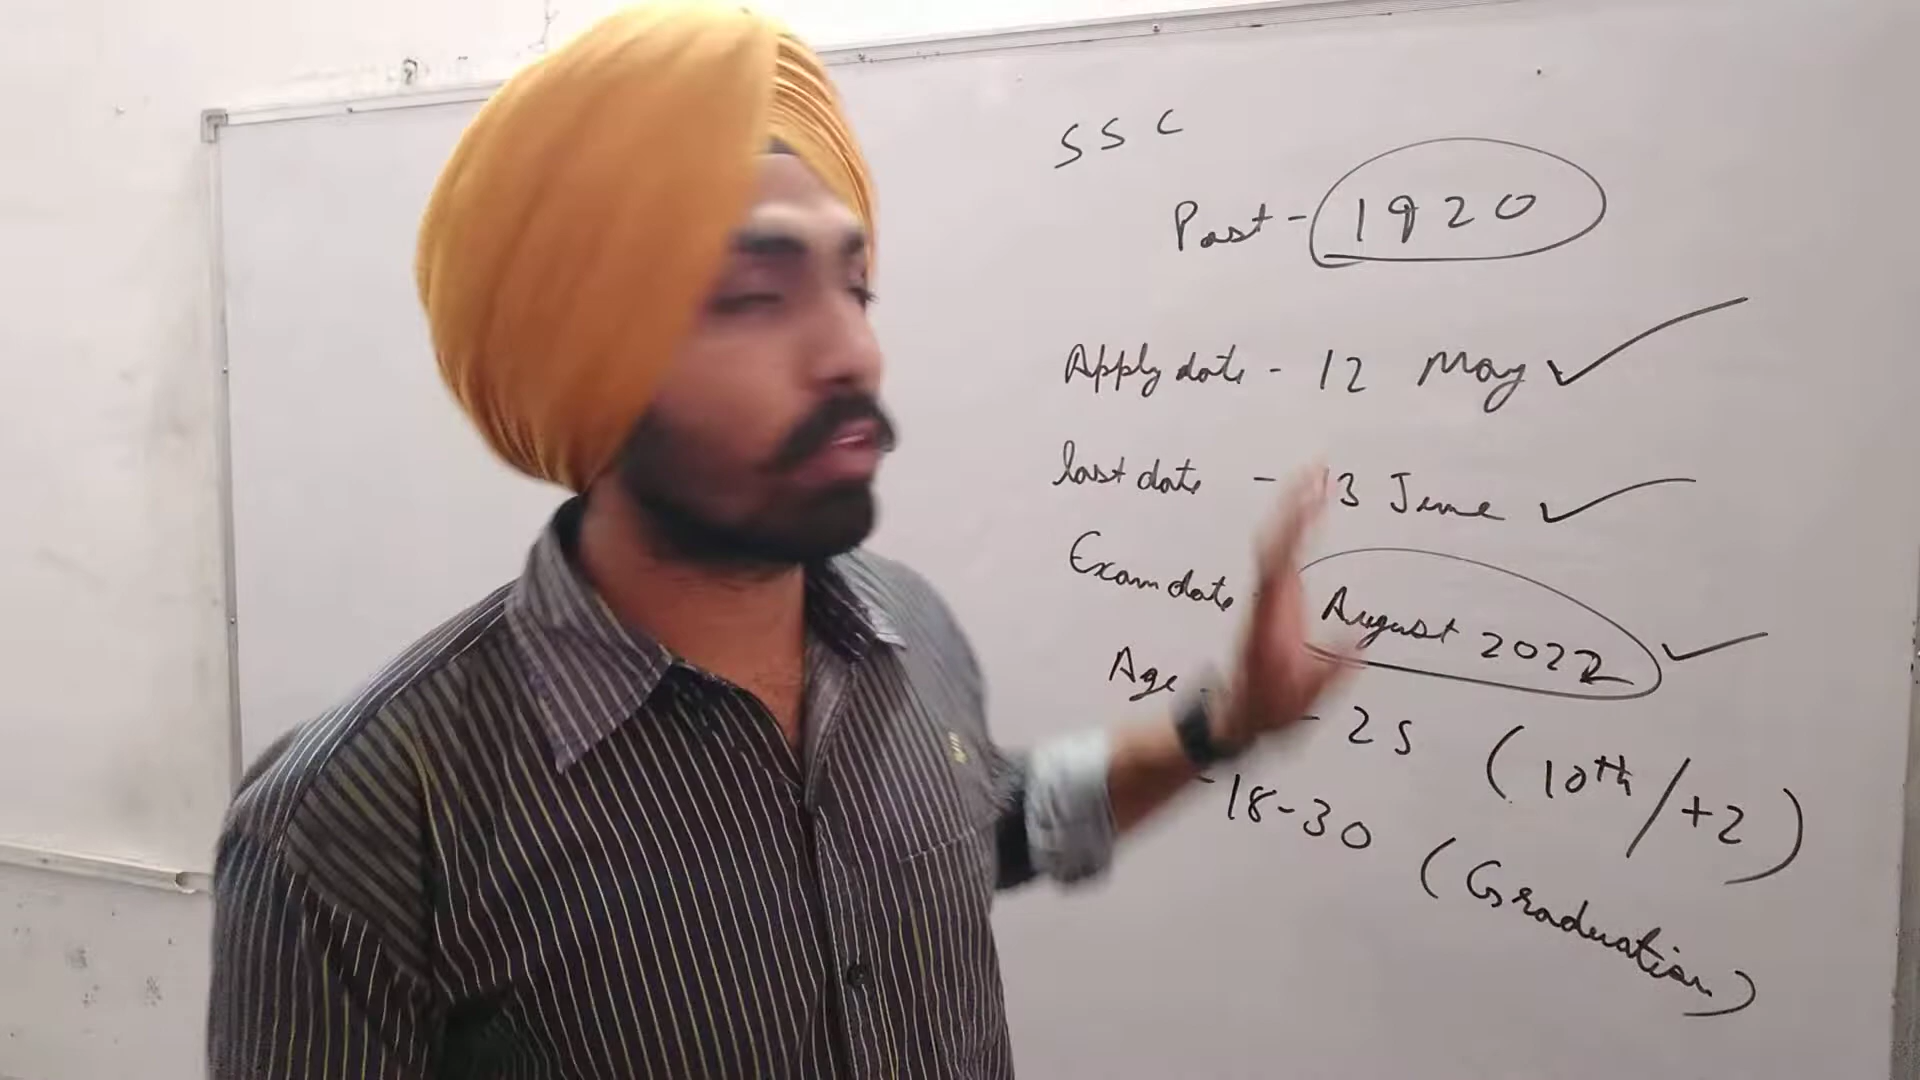 SSC
Post - 1920
Apply date - 12 May
last date - 13 June
Exam date August 2022
Age - 25 (10th/+2)
- 18-30 (Graduation)